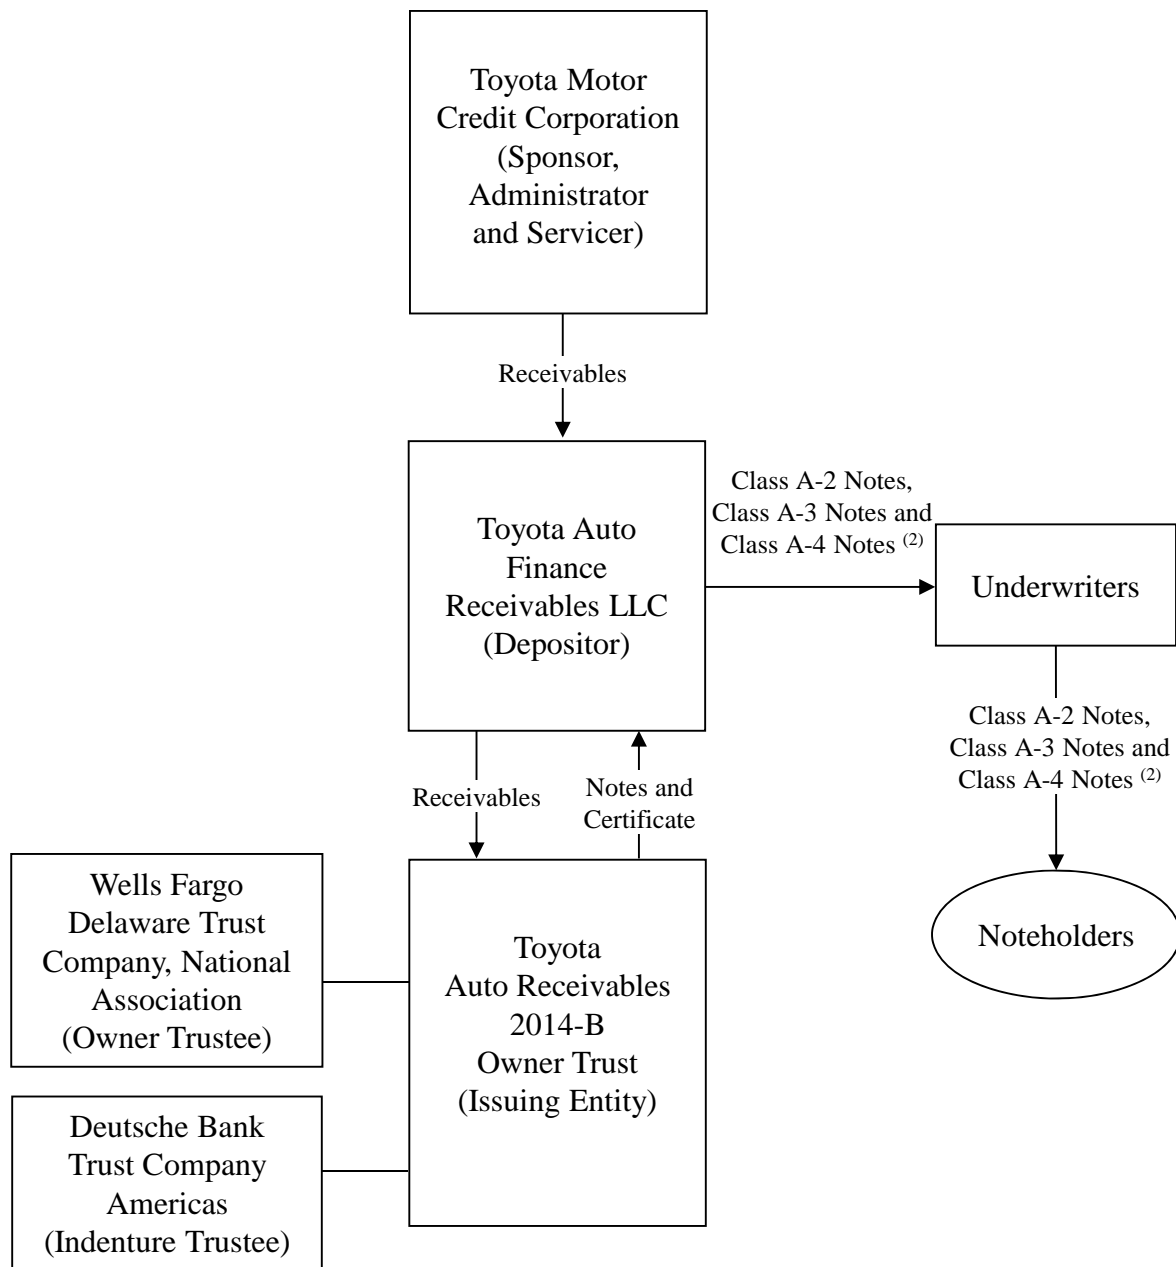 Toyota Motor
Credit Corporation
(Sponsor,
Administrator
and Servicer)
Receivables
Toyota Auto
Finance
Receivables LLC
(Depositor)
Class A-2 Notes,
Class A-3 Notes and
Class A-4 Notes (2)
Underwriters
Class A-2 Notes,
Class A-3 Notes and
Class A-4 Notes (2)
Noteholders
Receivables
Notes and
Certificate
Wells Fargo
Delaware Trust
Company, National
Association
(Owner Trustee)
Toyota
Auto Receivables
2014-B
Owner Trust
(Issuing Entity)
Deutsche Bank
Trust Company
Americas
(Indenture Trustee)